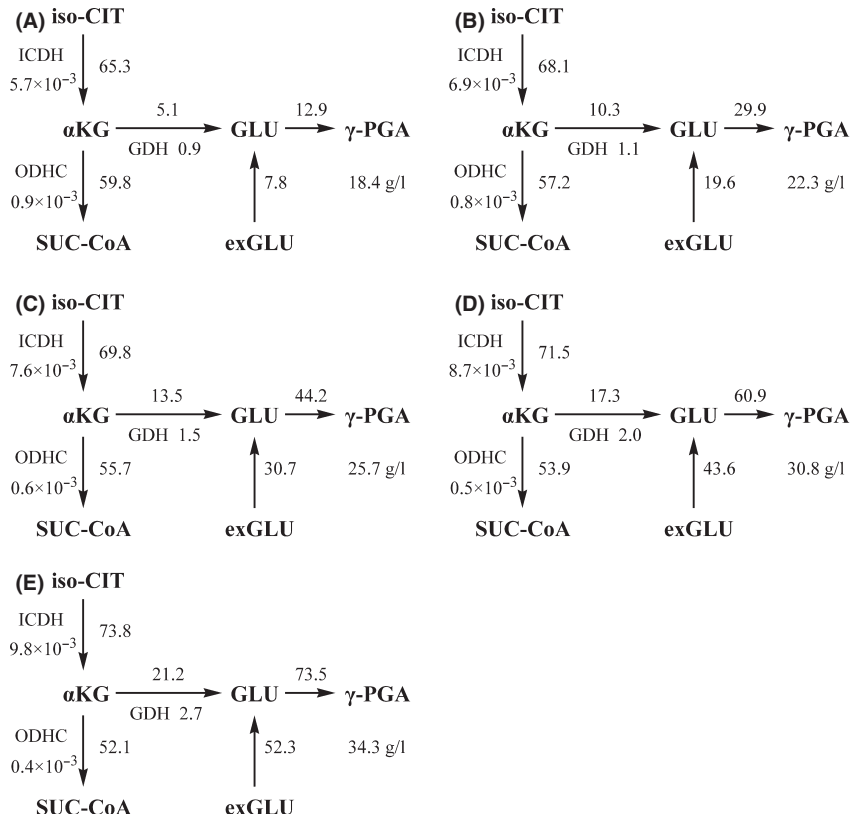 (A) iso-CIT
ICDH
5.7×10⁻³
65.3
5.1
12.9
αKG
GLU
γ-PGA
GDH 0.9
ODHC
0.9×10⁻³
59.8
7.8
18.4 g/l
SUC-CoA
exGLU
(B) iso-CIT
ICDH
6.9×10⁻³
68.1
10.3
29.9
αKG
GLU
γ-PGA
GDH 1.1
ODHC
0.8×10⁻³
57.2
19.6
22.3 g/l
SUC-CoA
exGLU
(C) iso-CIT
ICDH
7.6×10⁻³
69.8
13.5
44.2
αKG
GLU
γ-PGA
GDH 1.5
ODHC
0.6×10⁻³
55.7
30.7
25.7 g/l
SUC-CoA
exGLU
(D) iso-CIT
ICDH
8.7×10⁻³
71.5
17.3
60.9
αKG
GLU
γ-PGA
GDH 2.0
ODHC
0.5×10⁻³
53.9
43.6
30.8 g/l
SUC-CoA
exGLU
(E) iso-CIT
ICDH
9.8×10⁻³
73.8
21.2
73.5
αKG
GLU
γ-PGA
GDH 2.7
ODHC
0.4×10⁻³
52.1
52.3
34.3 g/l
SUC-CoA
exGLU